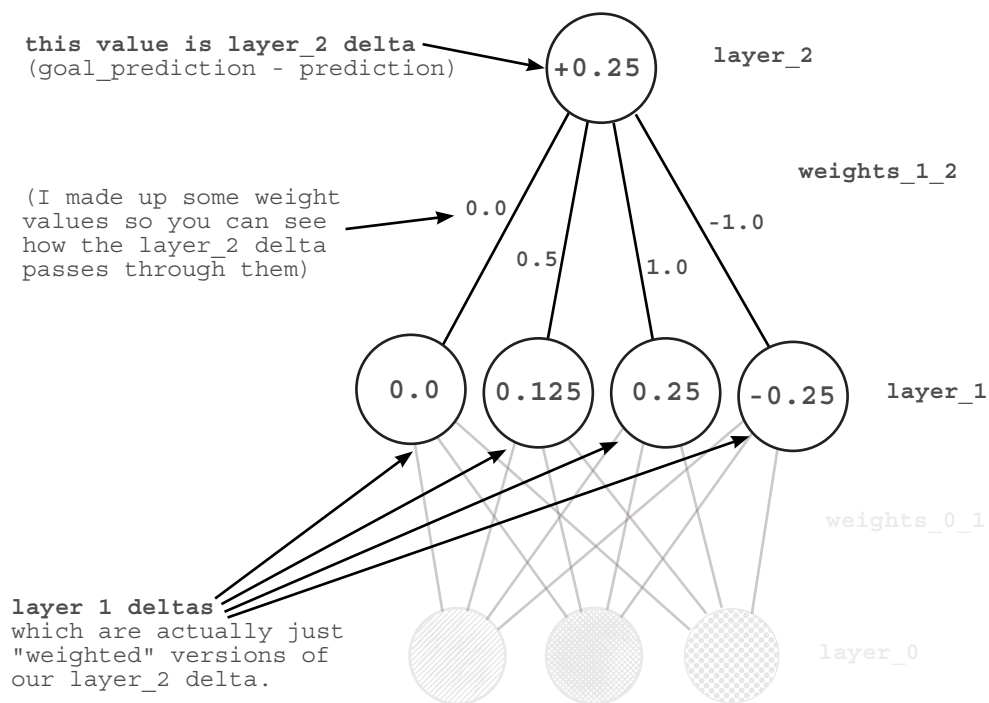 this value is layer_2 delta
(goal_prediction - prediction)
+0.25
layer_2
weights_1_2
(I made up some weight
values so you can see
how the layer_2 delta
passes through them)
0.0
0.5
1.0
-1.0
0.0
0.125
0.25
-0.25
layer_1
weights_0_1
layer 1 deltas
which are actually just
"weighted" versions of
our layer_2 delta.
layer_0